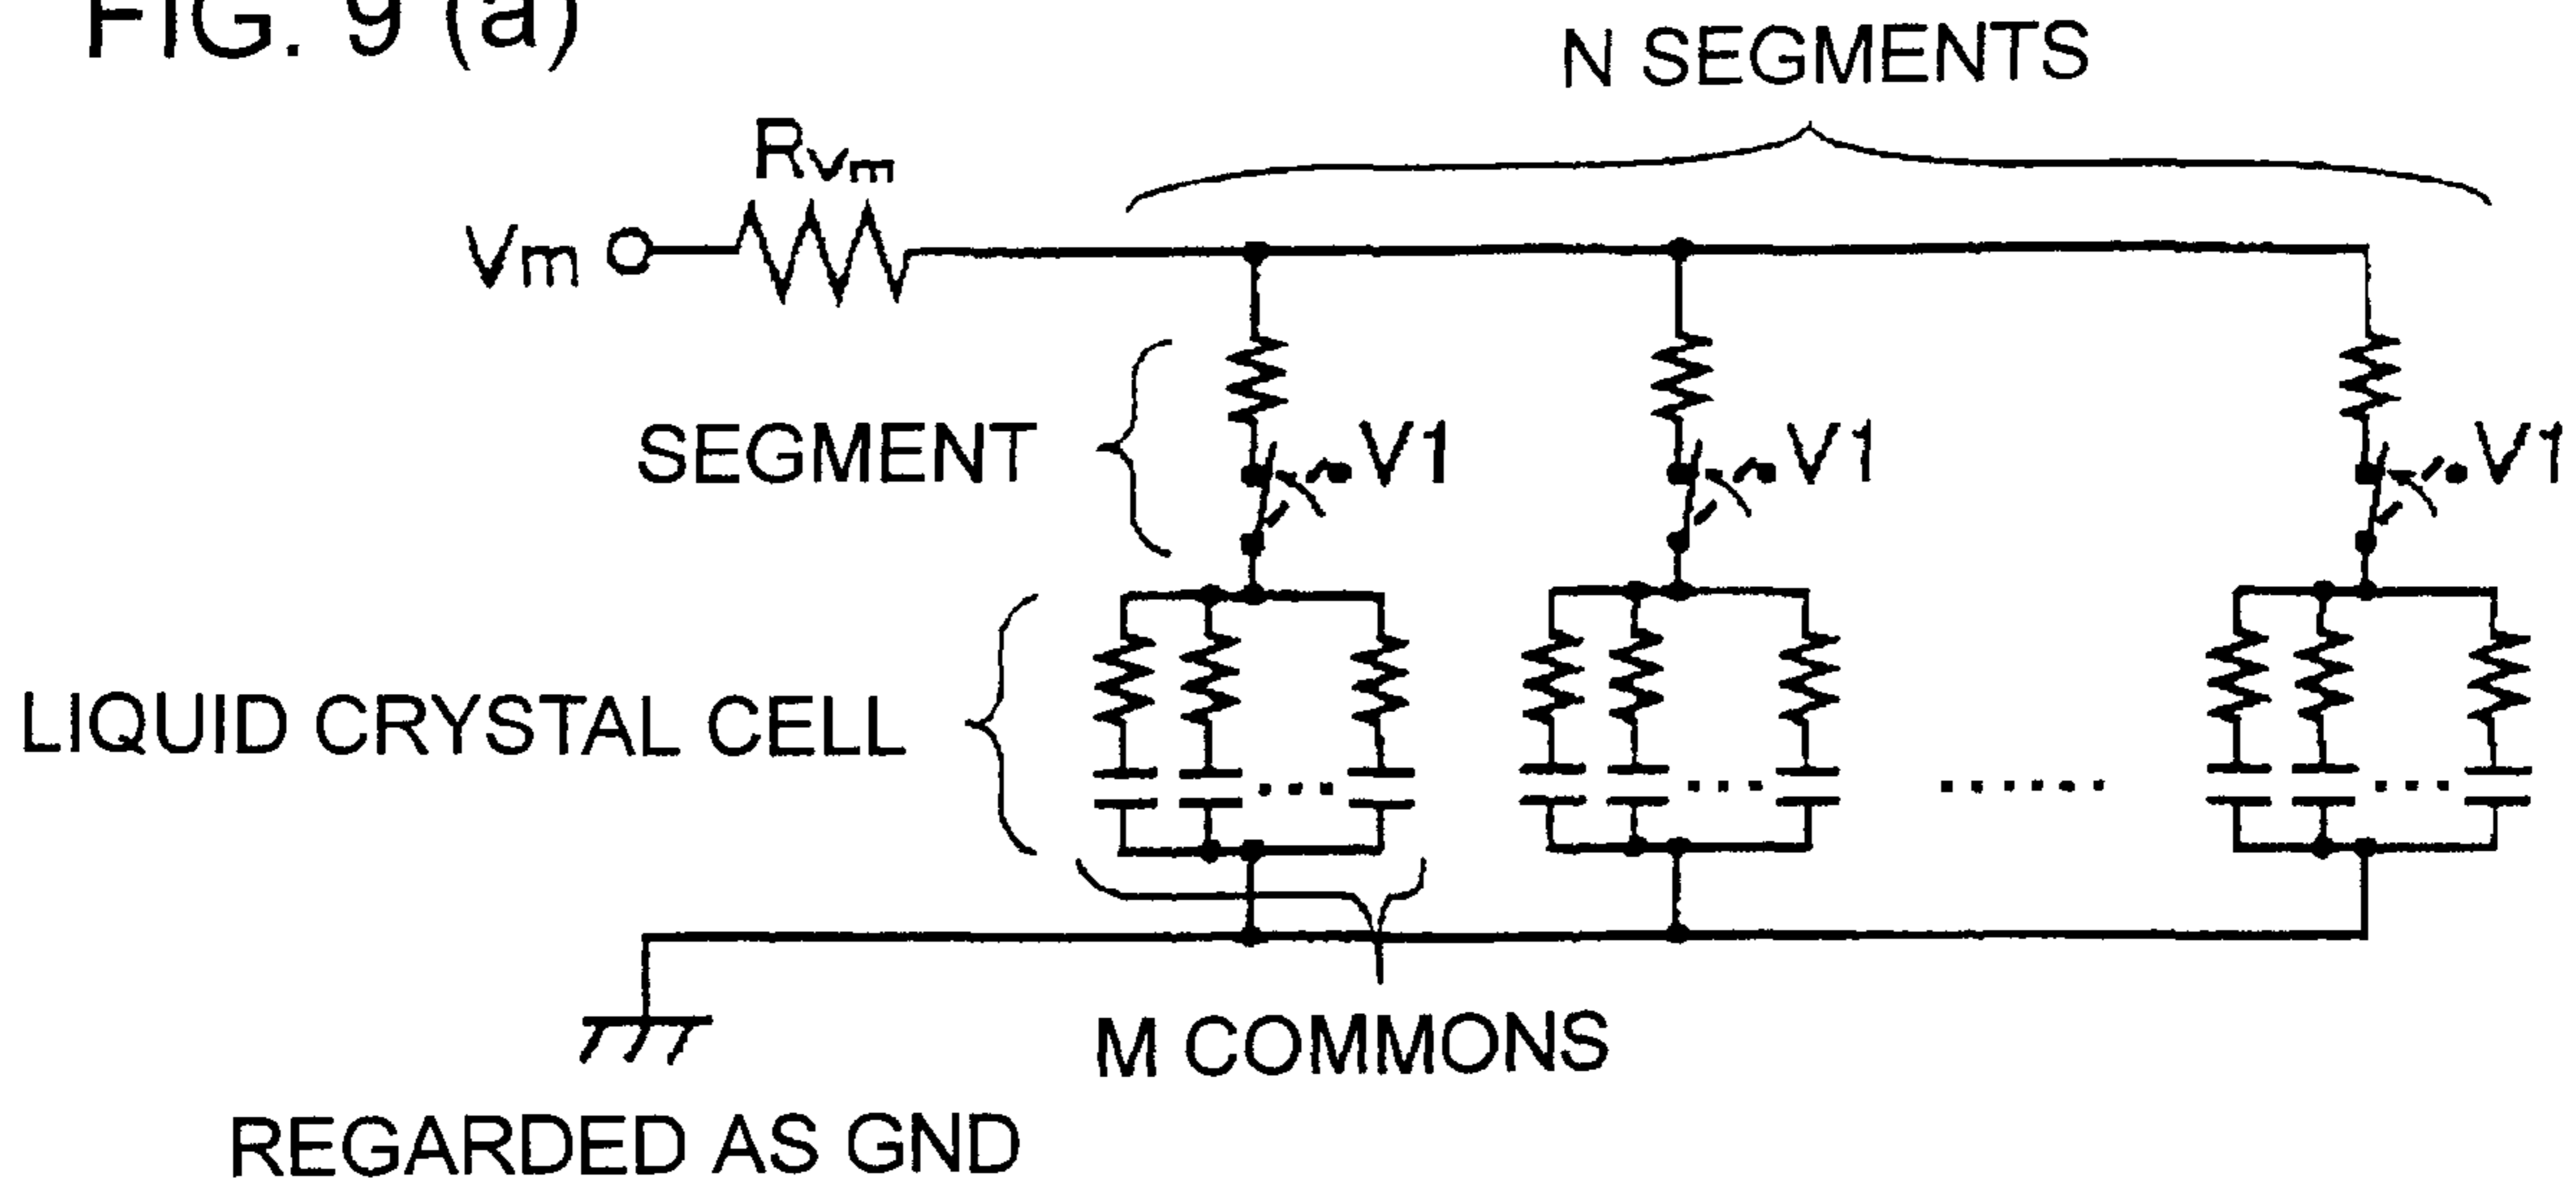 FIG. 9 (a)
N SEGMENTS
RVm
Vm
SEGMENT
V1
V1
V1
LIQUID CRYSTAL CELL
M COMMONS
REGARDED AS GND